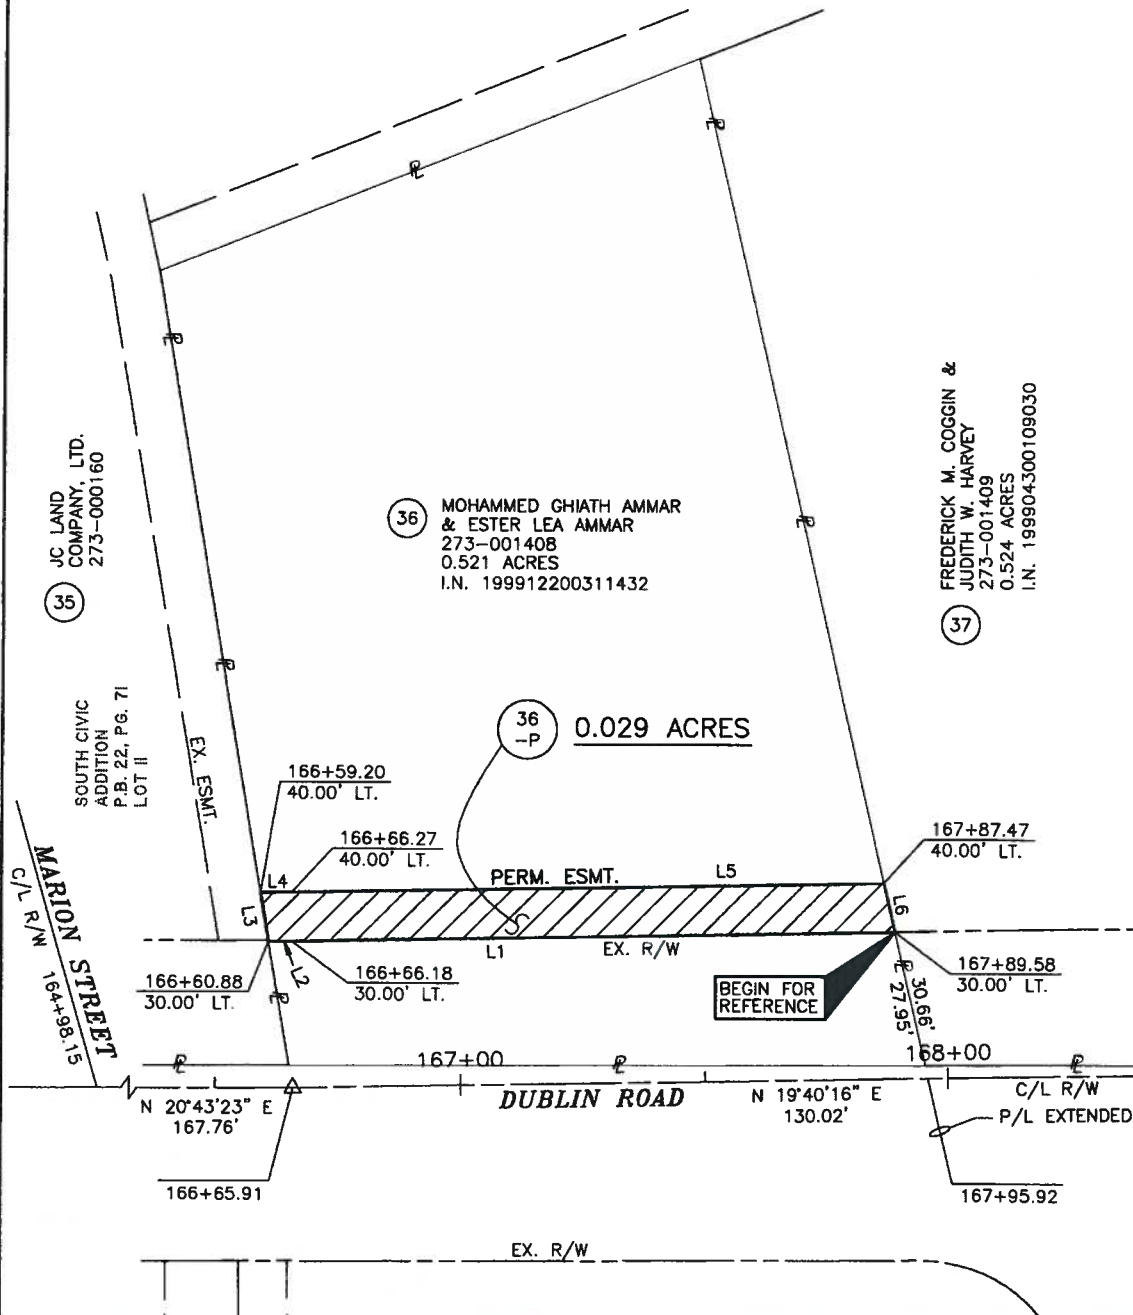 JC LAND
COMPANY, LTD.
273-000160
35
SOUTH CIVIC
ADDITION
P.B. 22, PG. 71
LOT 11
EX. ESMT.
36
MOHAMMED GHIATH AMMAR
& ESTER LEA AMMAR
273-001408
0.521 ACRES
I.N. 199912200311432
FREDERICK M. COGGIN &
JUDITH W. HARVEY
273-001409
0.524 ACRES
I.N. 199904300109030
37
36
-P
0.029 ACRES
166+59.20
40.00' LT.
166+66.27
40.00' LT.
167+87.47
40.00' LT.
L4
PERM. ESMT.
L5
L3
L6
L1
EX. R/W
L2
166+60.88
30.00' LT.
166+66.18
30.00' LT.
BEGIN FOR
REFERENCE
167+89.58
30.00' LT.
30.66'
27.95'
MARION STREET
C/L R/W 164+98.15
167+00
168+00
N 20°43'23" E
167.76'
DUBLIN ROAD
N 19°40'16" E
130.02'
C/L R/W
P/L EXTENDED
166+65.91
167+95.92
EX. R/W